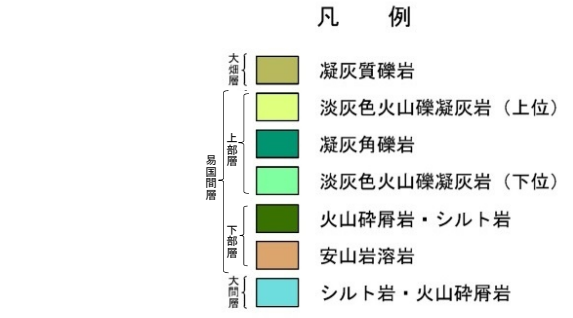 凡　例
大畑層
凝灰質礫岩
淡灰色火山礫凝灰岩（上位）
上部層
凝灰角礫岩
易国間層
淡灰色火山礫凝灰岩（下位）
火山砕屑岩・シルト岩
下部層
安山岩溶岩
大間層
シルト岩・火山砕屑岩